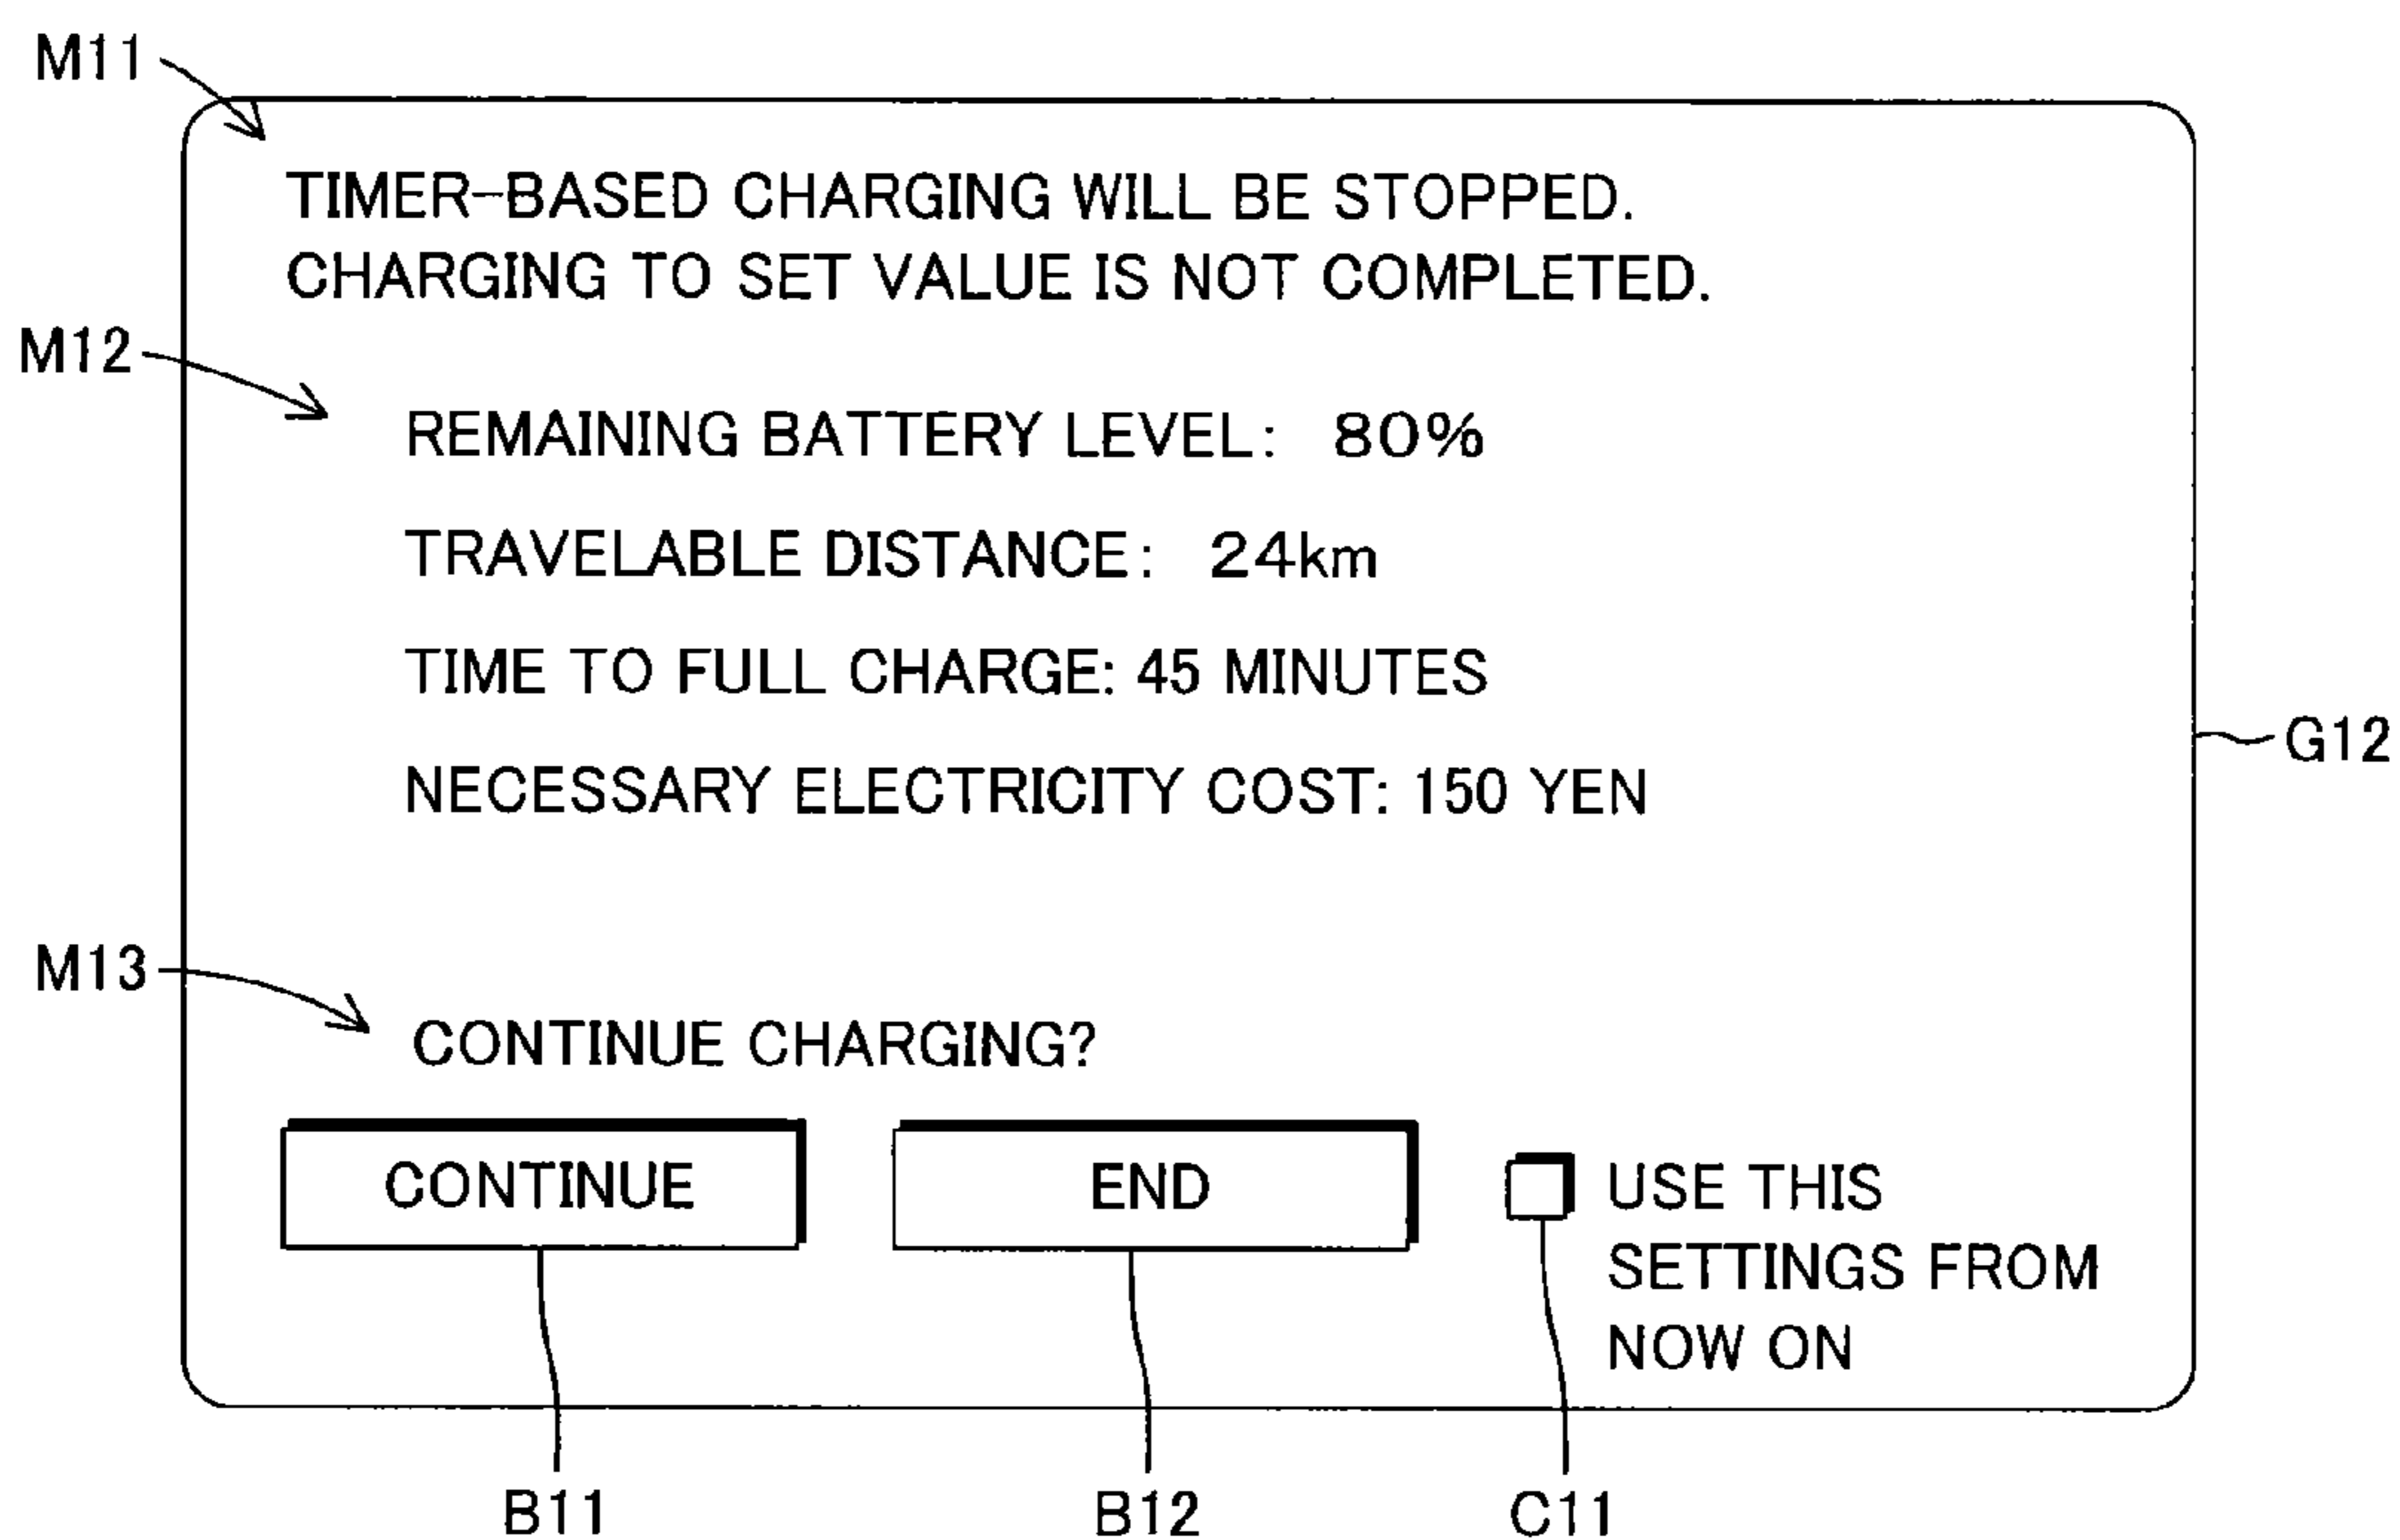 M11
TIMER-BASED CHARGING WILL BE STOPPED.
CHARGING TO SET VALUE IS NOT COMPLETED.
M12
REMAINING BATTERY LEVEL: 80%
TRAVELABLE DISTANCE: 24km
TIME TO FULL CHARGE: 45 MINUTES
G12
NECESSARY ELECTRICITY COST: 150 YEN
M13
CONTINUE CHARGING?
CONTINUE
END
USE THIS
SETTINGS FROM
NOW ON
B11
B12
C11